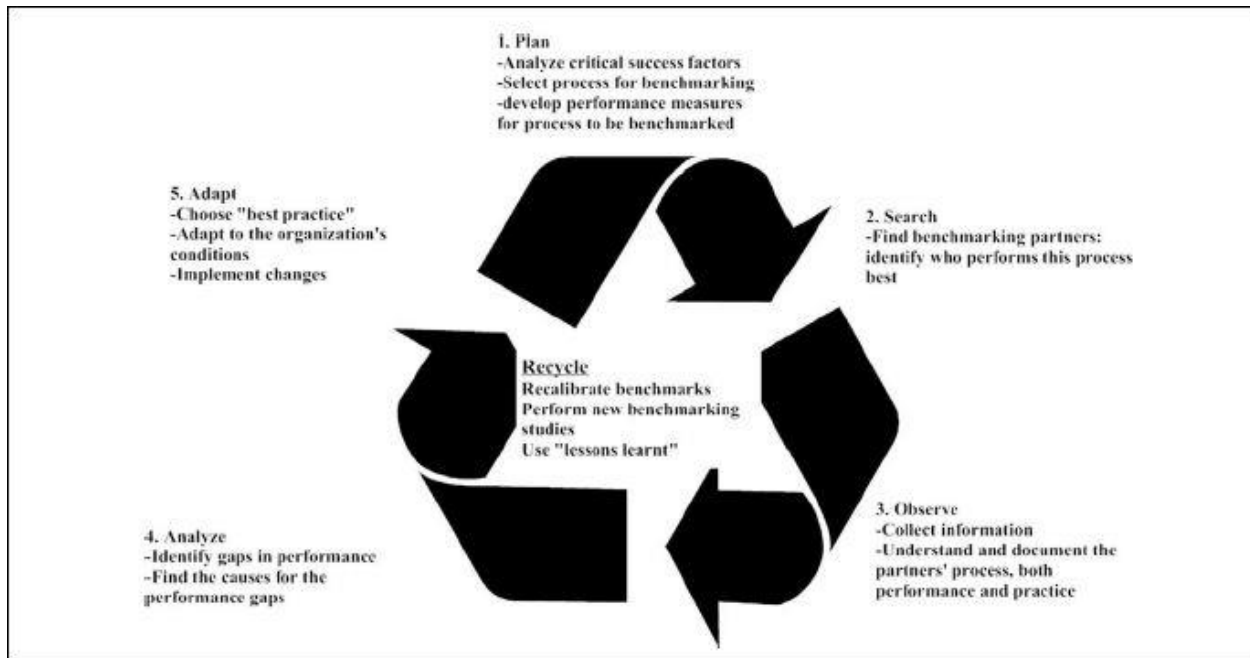 1. Plan
-Analyze critical success factors
-Select process for benchmarking
-develop performance measures
for process to be benchmarked
2. Search
-Find benchmarking partners:
identify who performs this process
best
3. Observe
-Collect information
-Understand and document the
partners' process, both
performance and practice
4. Analyze
-Identify gaps in performance
-Find the causes for the
performance gaps
5. Adapt
-Choose "best practice"
-Adapt to the organization's
conditions
-Implement changes
Recycle
Recalibrate benchmarks
Perform new benchmarking
studies
Use "lessons learnt"